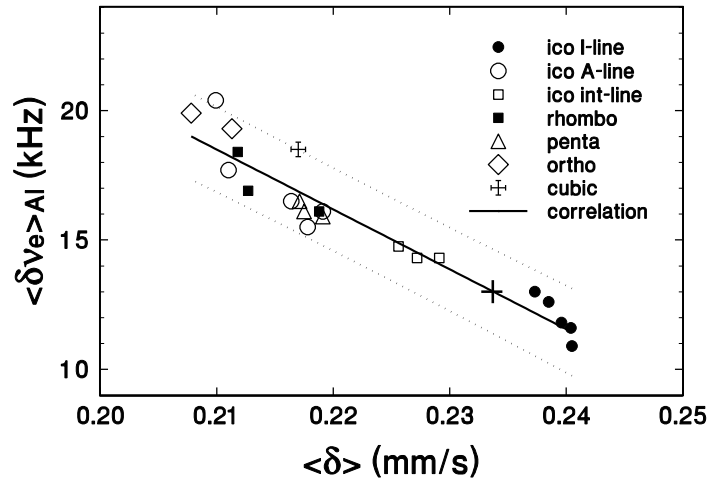 ico I-line
ico A-line
20
ico int-line
rhombo
penta
ortho
cubic
correlation
15
10
<δνe>Al (kHz)
0.20 0.21 0.22 0.23 0.24 0.25
<δ> (mm/s)